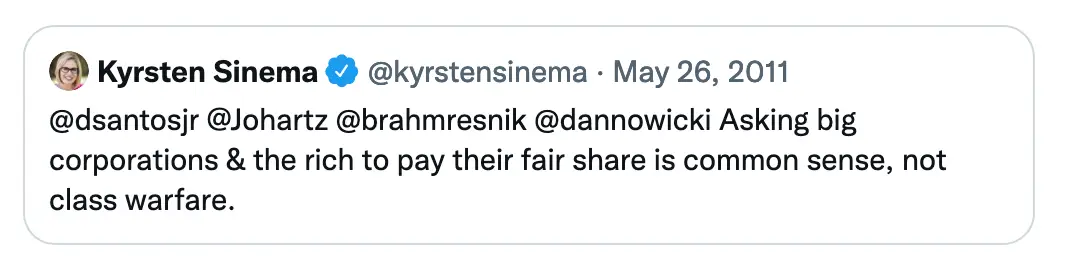 Kyrsten Sinema @kyrstensinema · May 26, 2011
@dsantosjr @Johartz @brahmresnik @dannowicki Asking big
corporations & the rich to pay their fair share is common sense, not
class warfare.